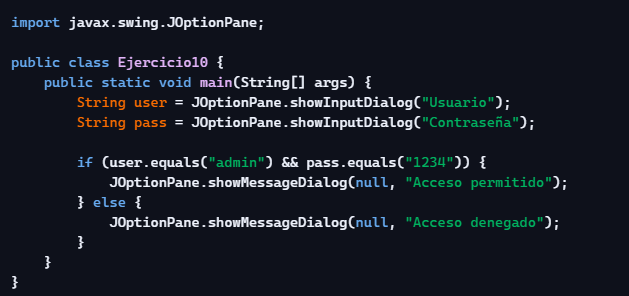 import javax.swing.JOptionPane;

public class Ejercicio10 {
    public static void main(String[] args) {
        String user = JOptionPane.showInputDialog("Usuario");
        String pass = JOptionPane.showInputDialog("Contraseña");

        if (user.equals("admin") && pass.equals("1234")) {
            JOptionPane.showMessageDialog(null, "Acceso permitido");
        } else {
            JOptionPane.showMessageDialog(null, "Acceso denegado");
        }
    }
}